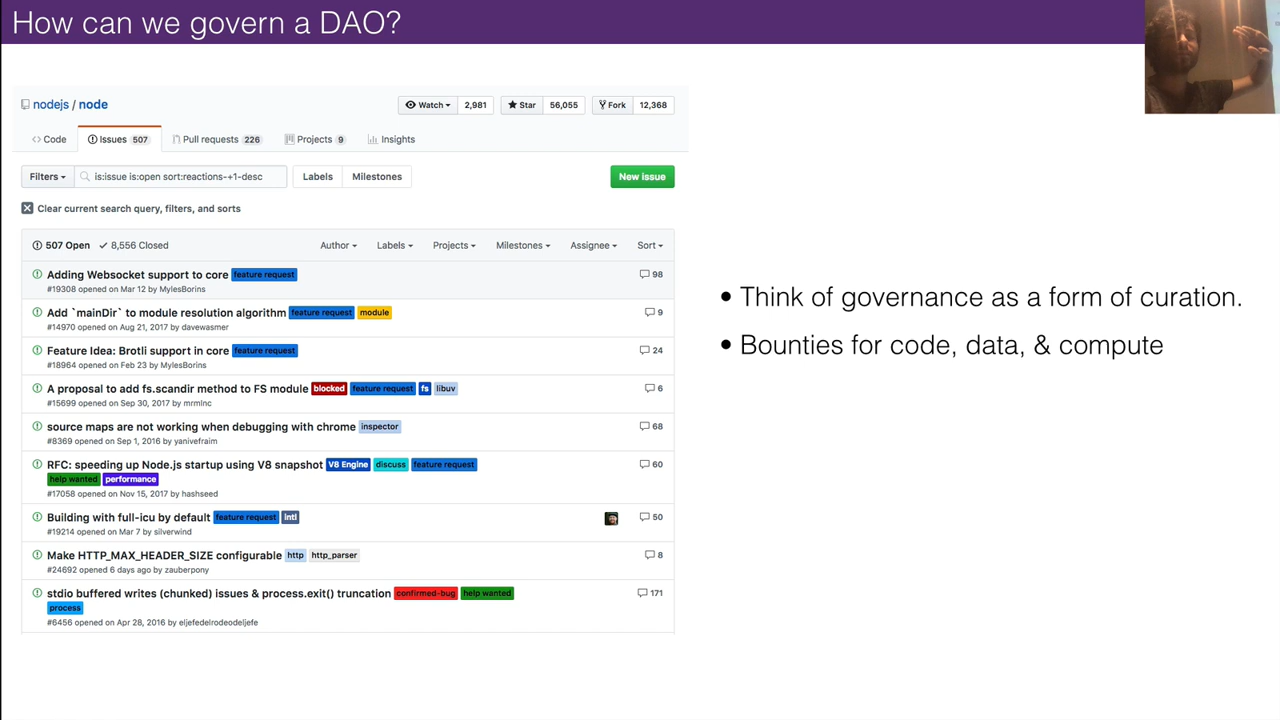 How can we govern a DAO?
nodejs / node
Watch 2,981 Star 56,055 Fork 12,368
Code Issues 507 Pull requests 226 Projects 9 Insights
Filters is:issue is:open sort:reactions-+1-desc Labels Milestones New issue
Clear current search query, filters, and sorts
507 Open 8,556 Closed Author Labels Projects Milestones Assignee Sort
Adding Websocket support to core feature request 98
#19308 opened on Mar 12 by MylesBorins
Add `mainDir` to module resolution algorithm feature request module 9
#14970 opened on Aug 21, 2017 by davewasmer
Feature Idea: Brotli support in core feature request 24
#18964 opened on Feb 23 by MylesBorins
A proposal to add fs.scandir method to FS module blocked feature request fs libuv 6
#15699 opened on Sep 30, 2017 by mrmlnc
source maps are not working when debugging with chrome inspector 68
#8369 opened on Sep 1, 2016 by yanivefraim
RFC: speeding up Node.js startup using V8 snapshot V8 Engine discuss feature request 60
help wanted performance
#17058 opened on Nov 15, 2017 by hashseed
Building with full-icu by default feature request intl 50
#19214 opened on Mar 7 by silverwind
Make HTTP_MAX_HEADER_SIZE configurable http http_parser 8
#24692 opened 6 days ago by zauberpony
stdio buffered writes (chunked) issues & process.exit() truncation confirmed-bug help wanted 171
process
#6456 opened on Apr 28, 2016 by eljefedelrodeodeljefe
• Think of governance as a form of curation.
• Bounties for code, data, & compute